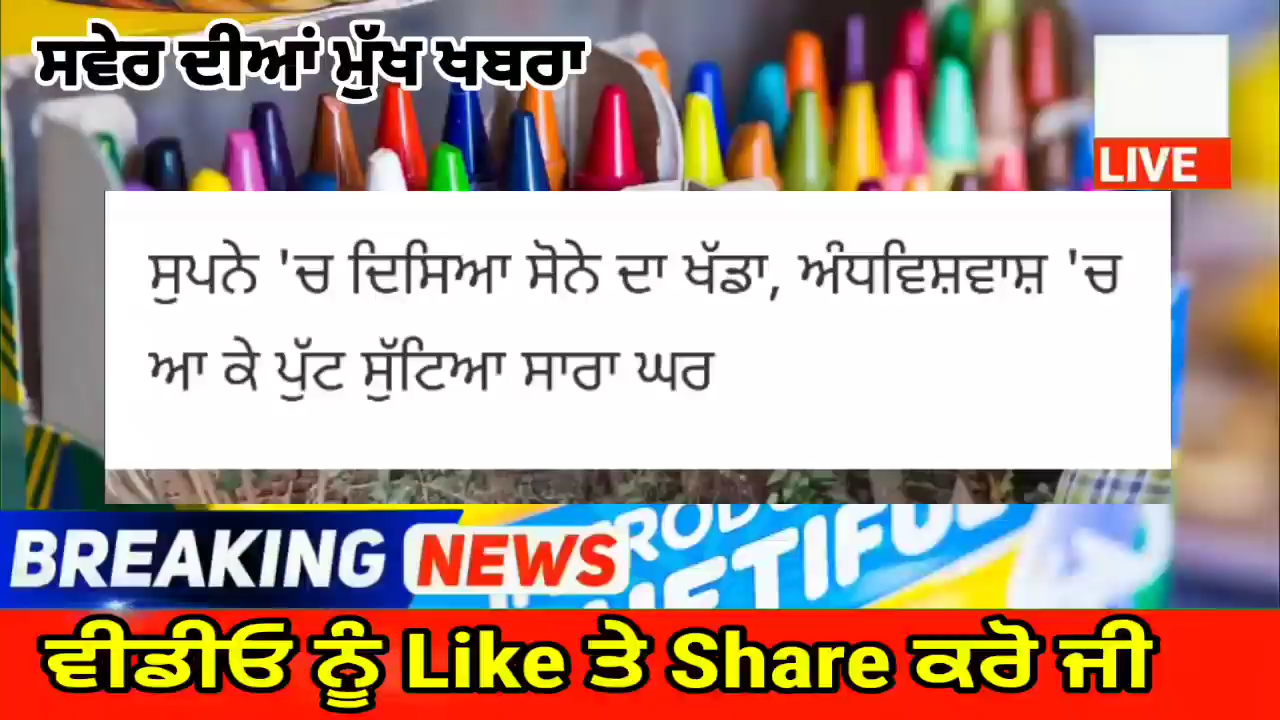 ਸਵੇਰ ਦੀਆਂ ਮੁੱਖ ਖਬਰਾ
LIVE
ਸੁਪਨੇ 'ਚ ਦਿਸਿਆ ਸੋਨੇ ਦਾ ਖੱਡਾ, ਅੰਧਵਿਸ਼ਵਾਸ਼ 'ਚ
ਆ ਕੇ ਪੁੱਟ ਸੁੱਟਿਆ ਸਾਰਾ ਘਰ
BREAKING NEWS
ਵੀਡੀਓ ਨੂੰ Like ਤੇ Share ਕਰੋ ਜੀ